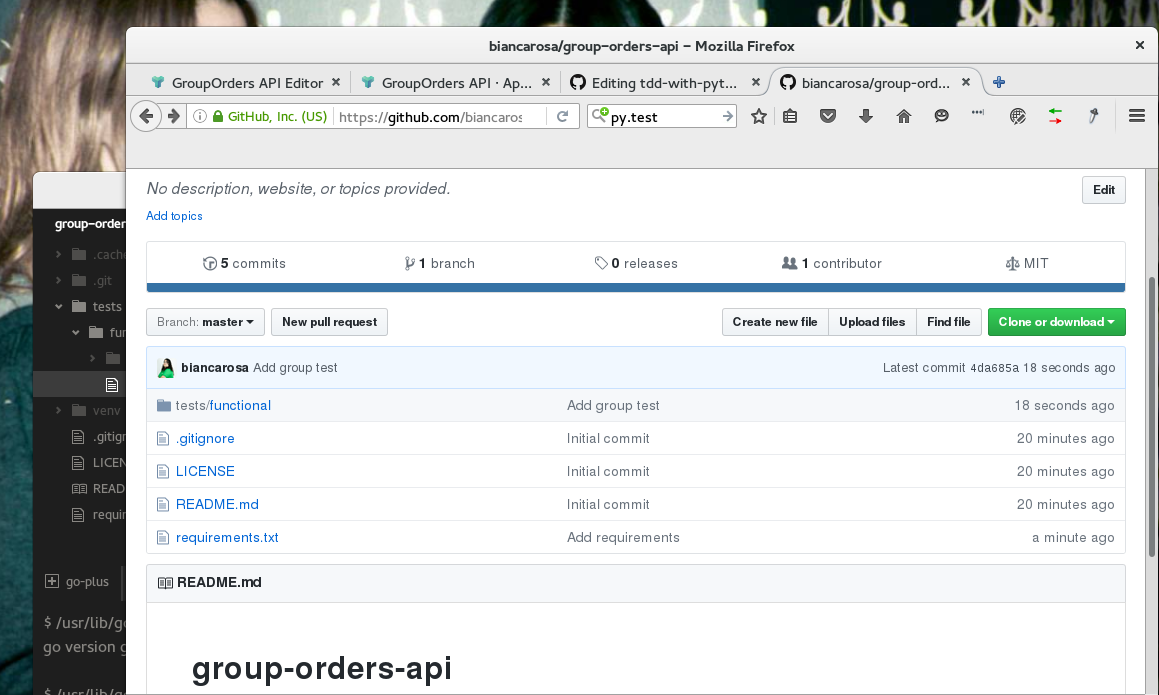 biancarosa/group-orders-api - Mozilla Firefox
GroupOrders API Editor
GroupOrders API · Ap...
Editing tdd-with-pyt...
biancarosa/group-ord...
GitHub, Inc. (US)
https://github.com/biancaros
py.test
No description, website, or topics provided.
Edit
Add topics
5 commits
1 branch
0 releases
1 contributor
MIT
Branch: master
New pull request
Create new file
Upload files
Find file
Clone or download
biancarosa Add group test
Latest commit 4da685a 18 seconds ago
tests/functional Add group test 18 seconds ago
.gitignore Initial commit 20 minutes ago
LICENSE Initial commit 20 minutes ago
README.md Initial commit 20 minutes ago
requirements.txt Add requirements a minute ago
README.md
group-orders-api
group-orders
.cache
.git
tests
fun
venv
.gitign
LICEN
READ
requir
go-plus
$ /usr/lib/go
go version g
$ /usr/lib/go